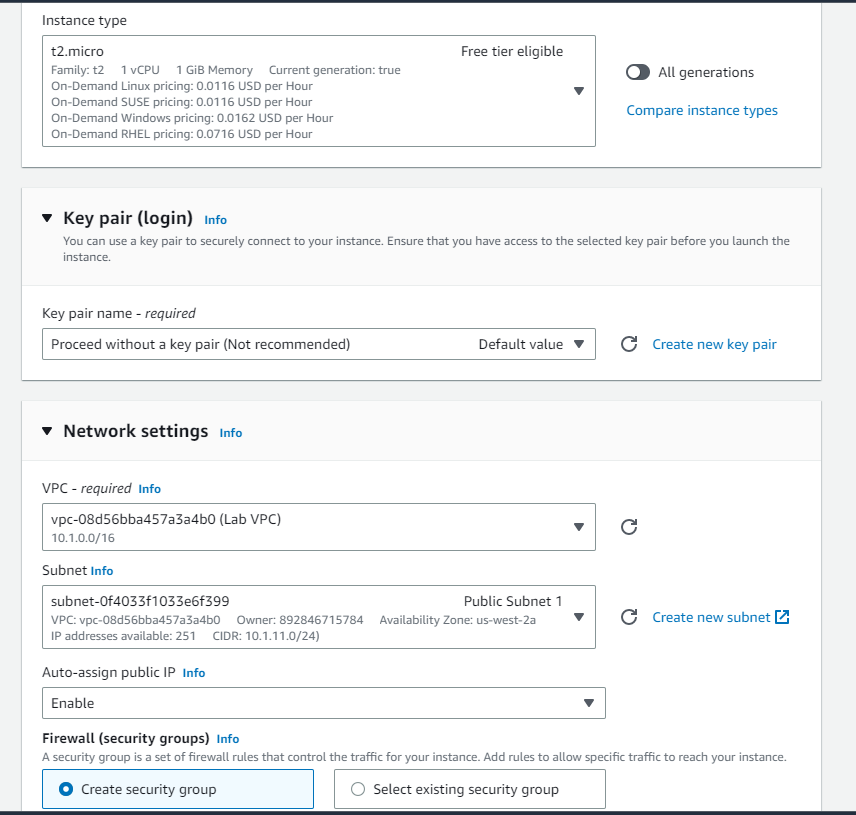 Instance type
t2.micro Free tier eligible
Family: t2 1 vCPU 1 GiB Memory Current generation: true
On-Demand Linux pricing: 0.0116 USD per Hour
On-Demand SUSE pricing: 0.0116 USD per Hour
On-Demand Windows pricing: 0.0162 USD per Hour
On-Demand RHEL pricing: 0.0716 USD per Hour
All generations
Compare instance types
Key pair (login) Info
You can use a key pair to securely connect to your instance. Ensure that you have access to the selected key pair before you launch the
instance.
Key pair name - required
Proceed without a key pair (Not recommended) Default value
Create new key pair
Network settings Info
VPC - required Info
vpc-08d56bba457a3a4b0 (Lab VPC)
10.1.0.0/16
Subnet Info
subnet-0f4033f1033e6f399 Public Subnet 1
VPC: vpc-08d56bba457a3a4b0 Owner: 892846715784 Availability Zone: us-west-2a
IP addresses available: 251 CIDR: 10.1.11.0/24)
Create new subnet
Auto-assign public IP Info
Enable
Firewall (security groups) Info
A security group is a set of firewall rules that control the traffic for your instance. Add rules to allow specific traffic to reach your instance.
Create security group
Select existing security group